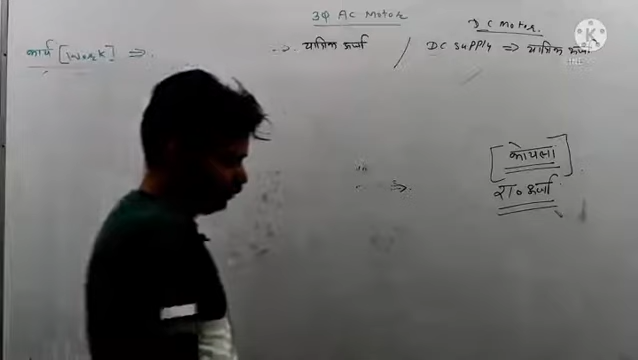 3Φ AC Motor
DC Motor.
कार्य [Work] ⇒
→ यांत्रिक ऊर्जा / DC SUPPLY ⇒ यांत्रिक ऊर्जा
[कोयला]
⇒ रा० ऊर्जा
K